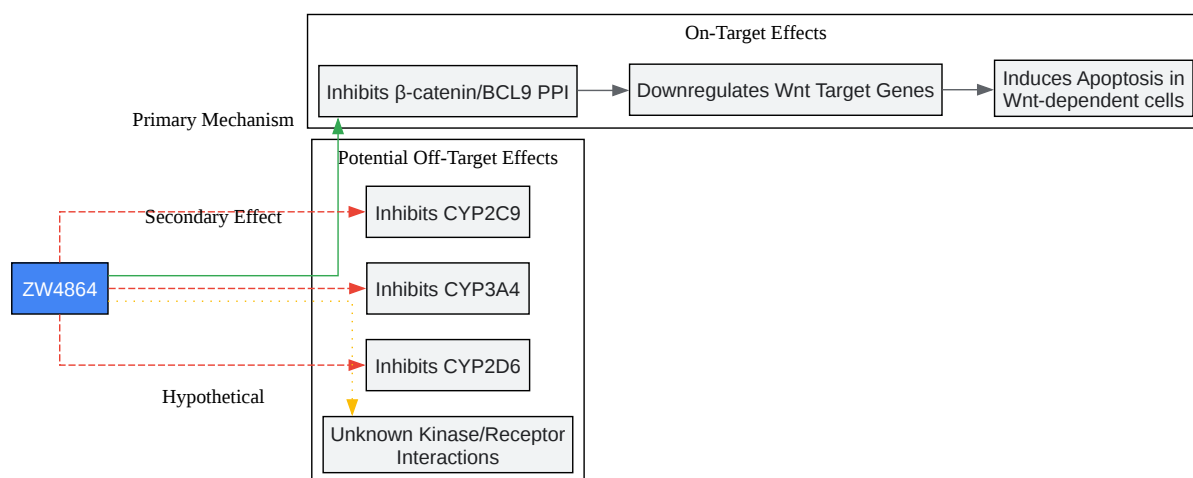 On-Target Effects
Inhibits β-catenin/BCL9 PPI
Downregulates Wnt Target Genes
Induces Apoptosis in
Wnt-dependent cells
Primary Mechanism
Potential Off-Target Effects
Inhibits CYP2C9
Secondary Effect
ZW4864
Inhibits CYP3A4
Inhibits CYP2D6
Hypothetical
Unknown Kinase/Receptor
Interactions